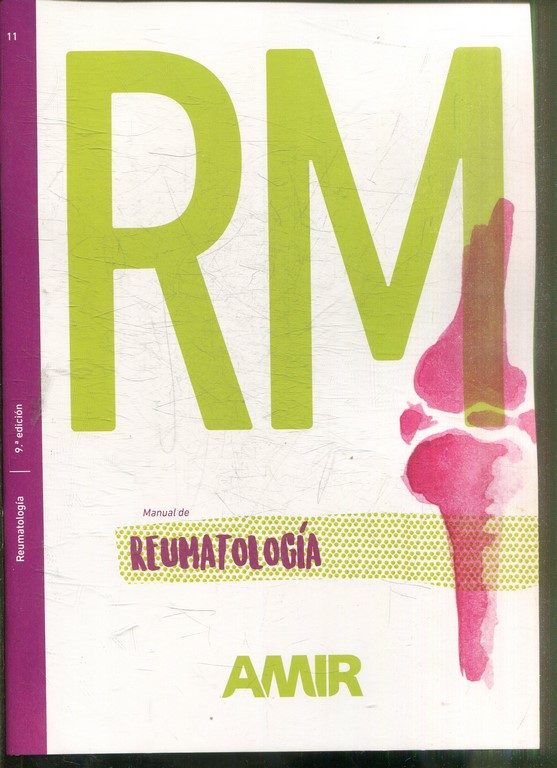 11
RM
Reumatología | 9.ª edición
Manual de
REUMATOLOGÍA
AMIR